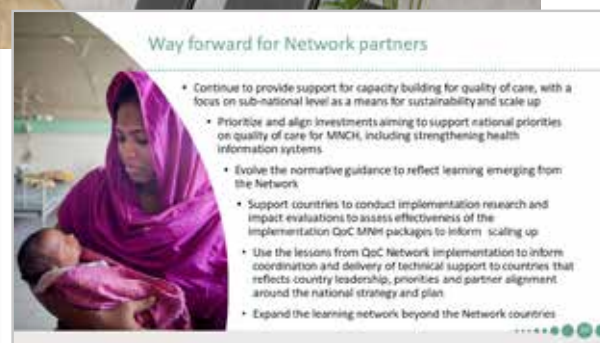 Way forward for Network partners
• Continue to provide support for capacity building for quality of care, with a
focus on sub-national level as a means for sustainability and scale up
• Prioritize and align investments aiming to support national priorities
on quality of care for MNCH, including strengthening health
information systems
• Evolve the normative guidance to reflect learning emerging from
the Network
• Support countries to conduct implementation research and
impact evaluations to assess effectiveness of the
implementation QoC MNH packages to inform scaling up
• Use the lessons from QoC Network implementation to inform
coordination and delivery of technical support to countries that
reflects country leadership, priorities and partner alignment
around the national strategy and plan
• Expand the learning network beyond the Network countries